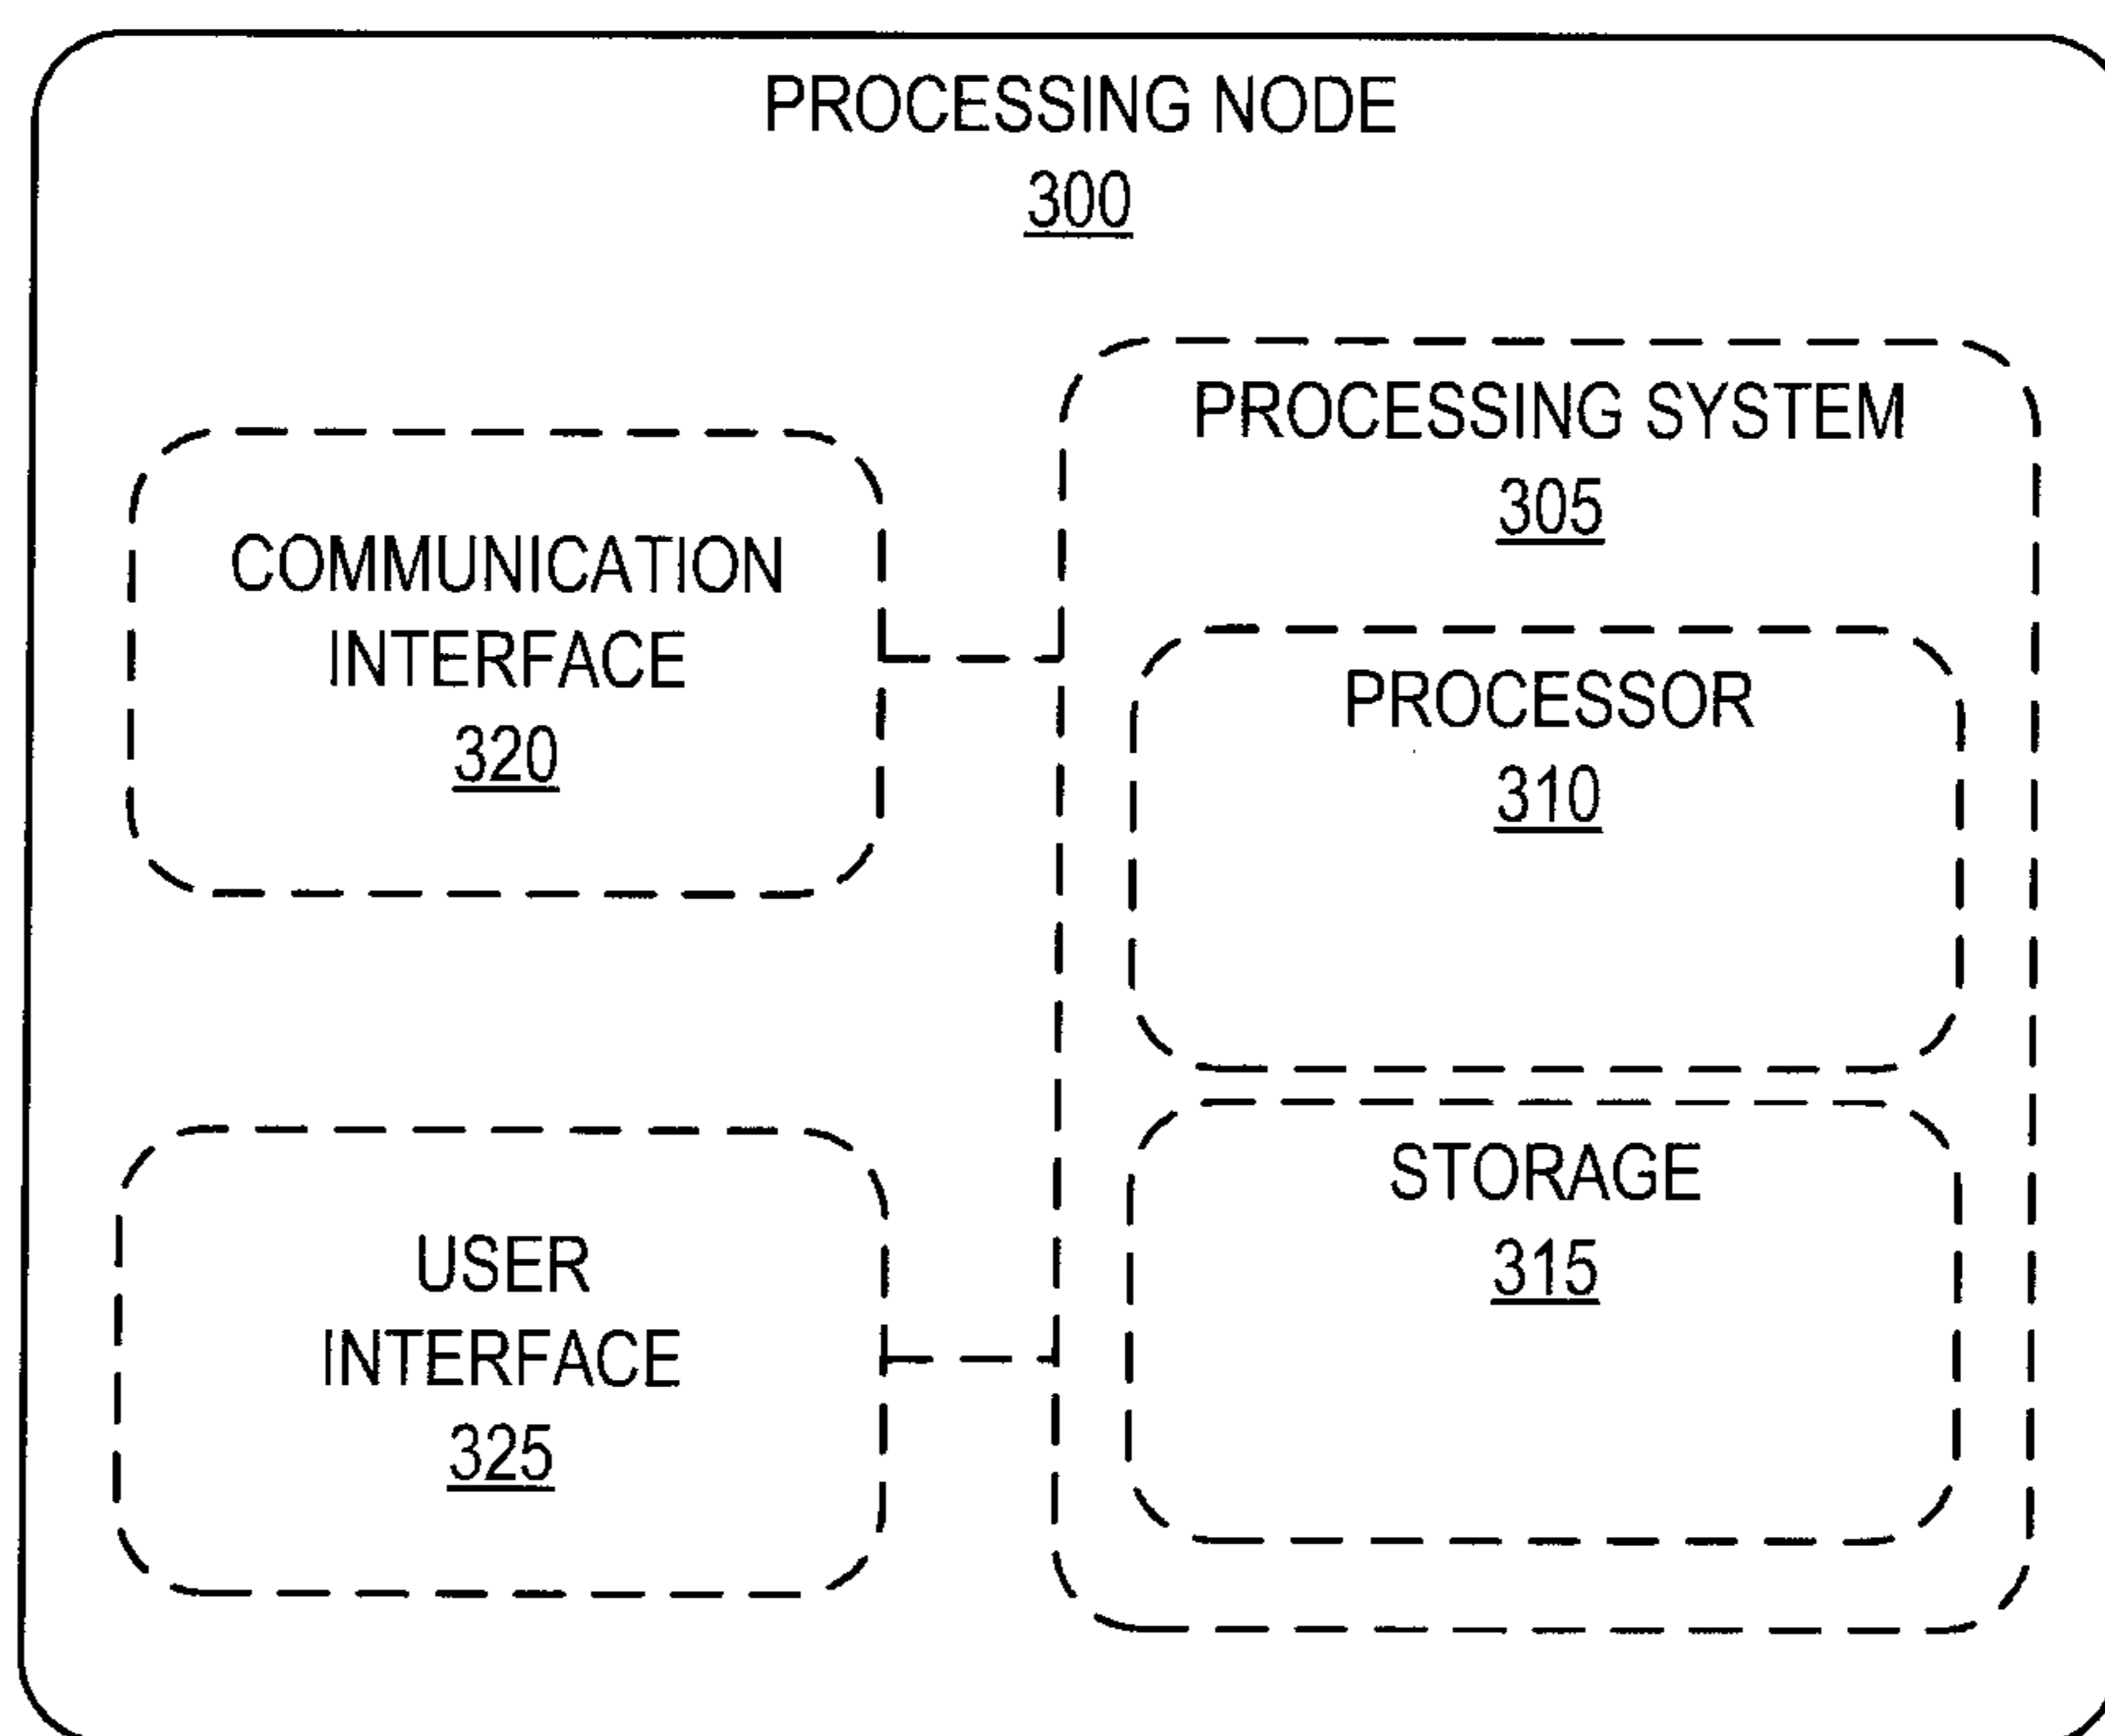 PROCESSING NODE
300
PROCESSING SYSTEM
305
COMMUNICATION
INTERFACE
320
PROCESSOR
310
STORAGE
315
USER
INTERFACE
325